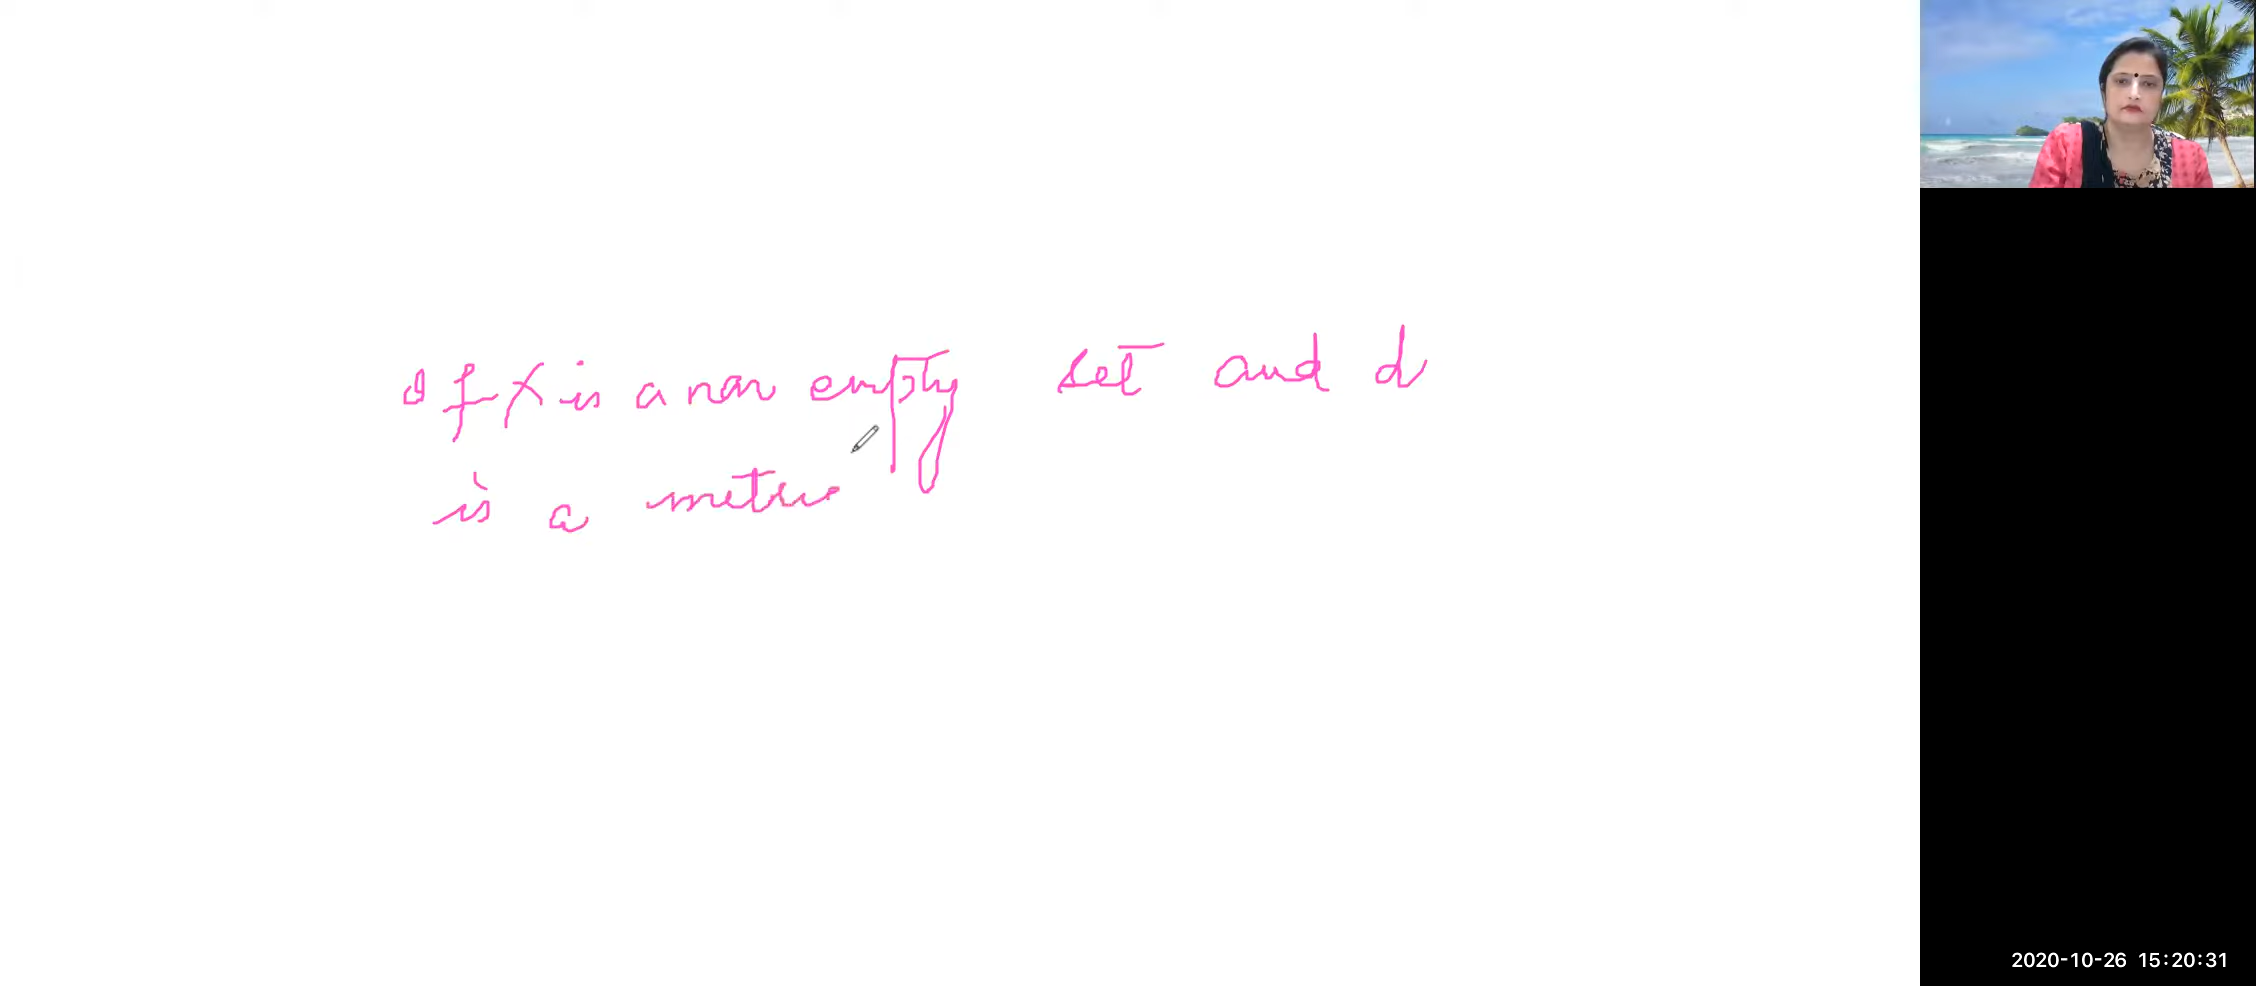 If X is a non empty set and d
is a metric
2020-10-26 15:20:31